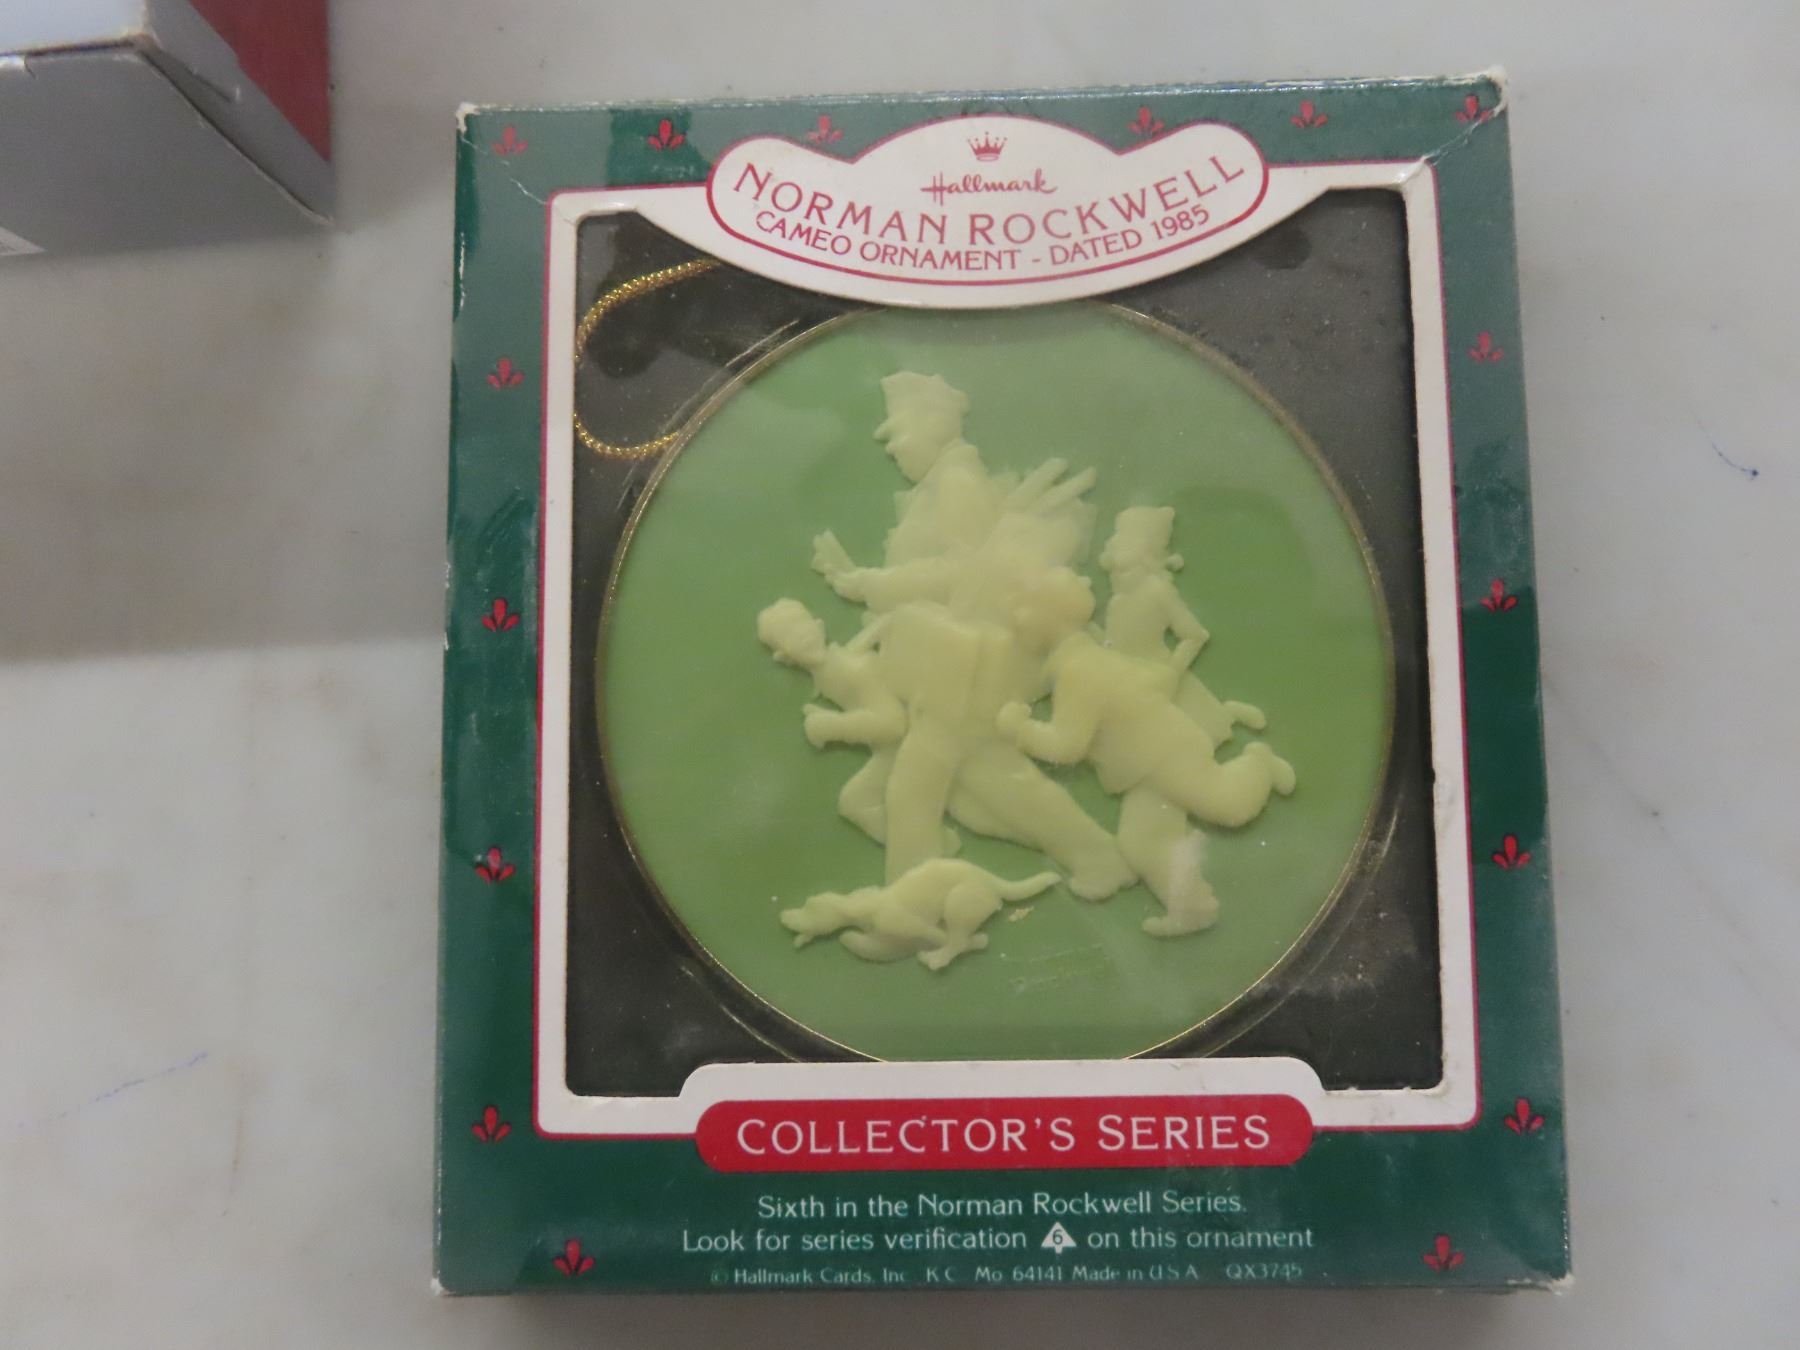 Hallmark
NORMAN ROCKWELL
CAMEO ORNAMENT - DATED 1985
COLLECTOR'S SERIES
Sixth in the Norman Rockwell Series.
Look for series verification 6 on this ornament
© Hallmark Cards, Inc K C Mo 64141 Made in U S A QX3745